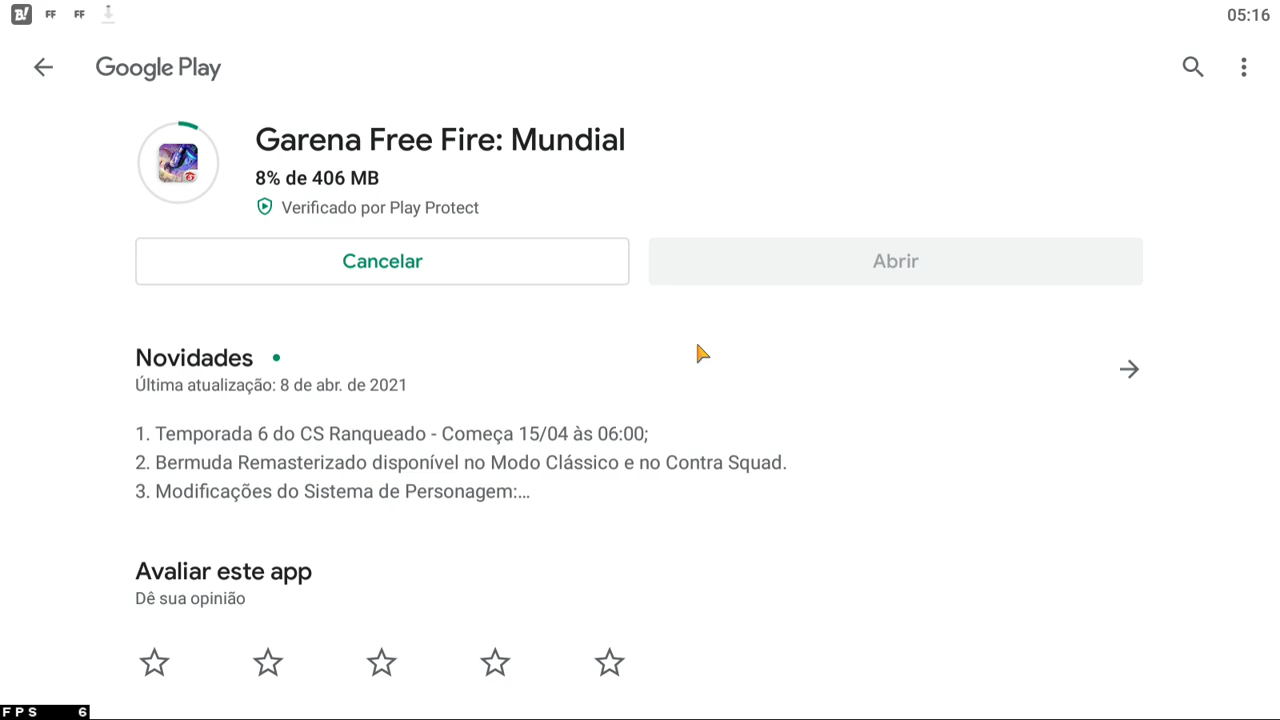 B! FF FF 05:16
Google Play
Garena Free Fire: Mundial
8% de 406 MB
Verificado por Play Protect
Cancelar Abrir
Novidades
Última atualização: 8 de abr. de 2021
1. Temporada 6 do CS Ranqueado - Começa 15/04 às 06:00;
2. Bermuda Remasterizado disponível no Modo Clássico e no Contra Squad.
3. Modificações do Sistema de Personagem:...
Avaliar este app
Dê sua opinião
FPS 6